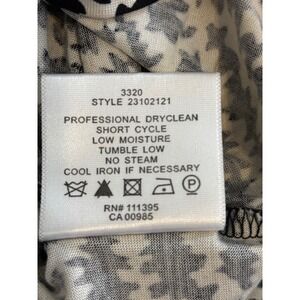 3320
STYLE 23102121
PROFESSIONAL DRYCLEAN
SHORT CYCLE
LOW MOISTURE
TUMBLE LOW
NO STEAM
COOL IRON IF NECESSARY
P
RN# 111395
CA 00985